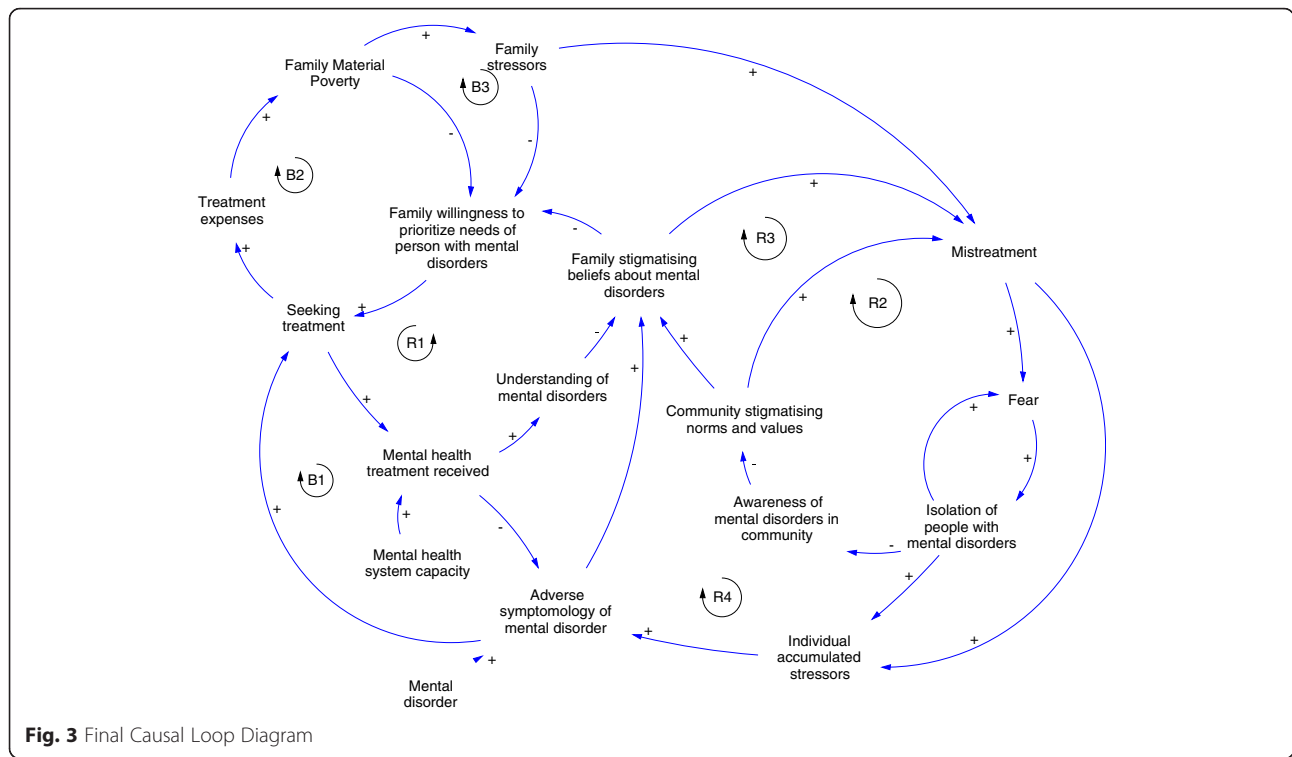 +
Family
stressors
Family Material
Poverty
B3
+
+
-
-
B2
Treatment
expenses
+
Family willingness to
prioritize needs of
person with mental
disorders
-
Family stigmatising
beliefs about mental
disorders
R3
Mistreatment
+
+
Seeking
treatment
+
R2
R1
-
+
+
+
Understanding of
mental disorders
+
Community stigmatising
norms and values
Fear
+
+
Mental health
treatment received
+
-
B1
+
+
Awareness of
mental disorders in
community
Isolation of
people with
mental disorders
-
-
Mental health
system capacity
+
R4
Adverse
symptomology of
mental disorder
+
+
Individual
accumulated
stressors
+
Mental
disorder
Fig. 3 Final Causal Loop Diagram